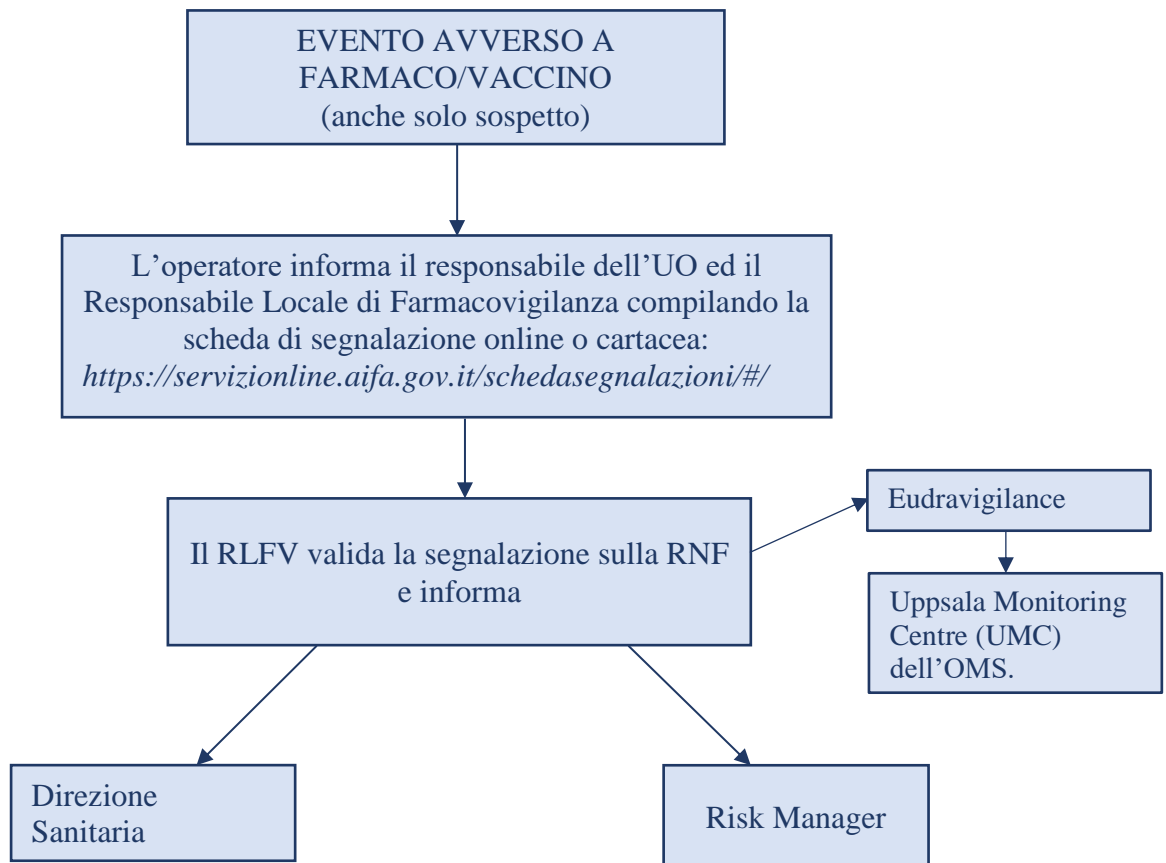 EVENTO AVVERSO A
FARMACO/VACCINO
(anche solo sospetto)
L’operatore informa il responsabile dell’UO ed il
Responsabile Locale di Farmacovigilanza compilando la
scheda di segnalazione online o cartacea:
https://servizionline.aifa.gov.it/schedasegnalazioni/#/
Il RLFV valida la segnalazione sulla RNF
e informa
Eudravigilance
Uppsala Monitoring
Centre (UMC)
dell’OMS.
Direzione
Sanitaria
Risk Manager